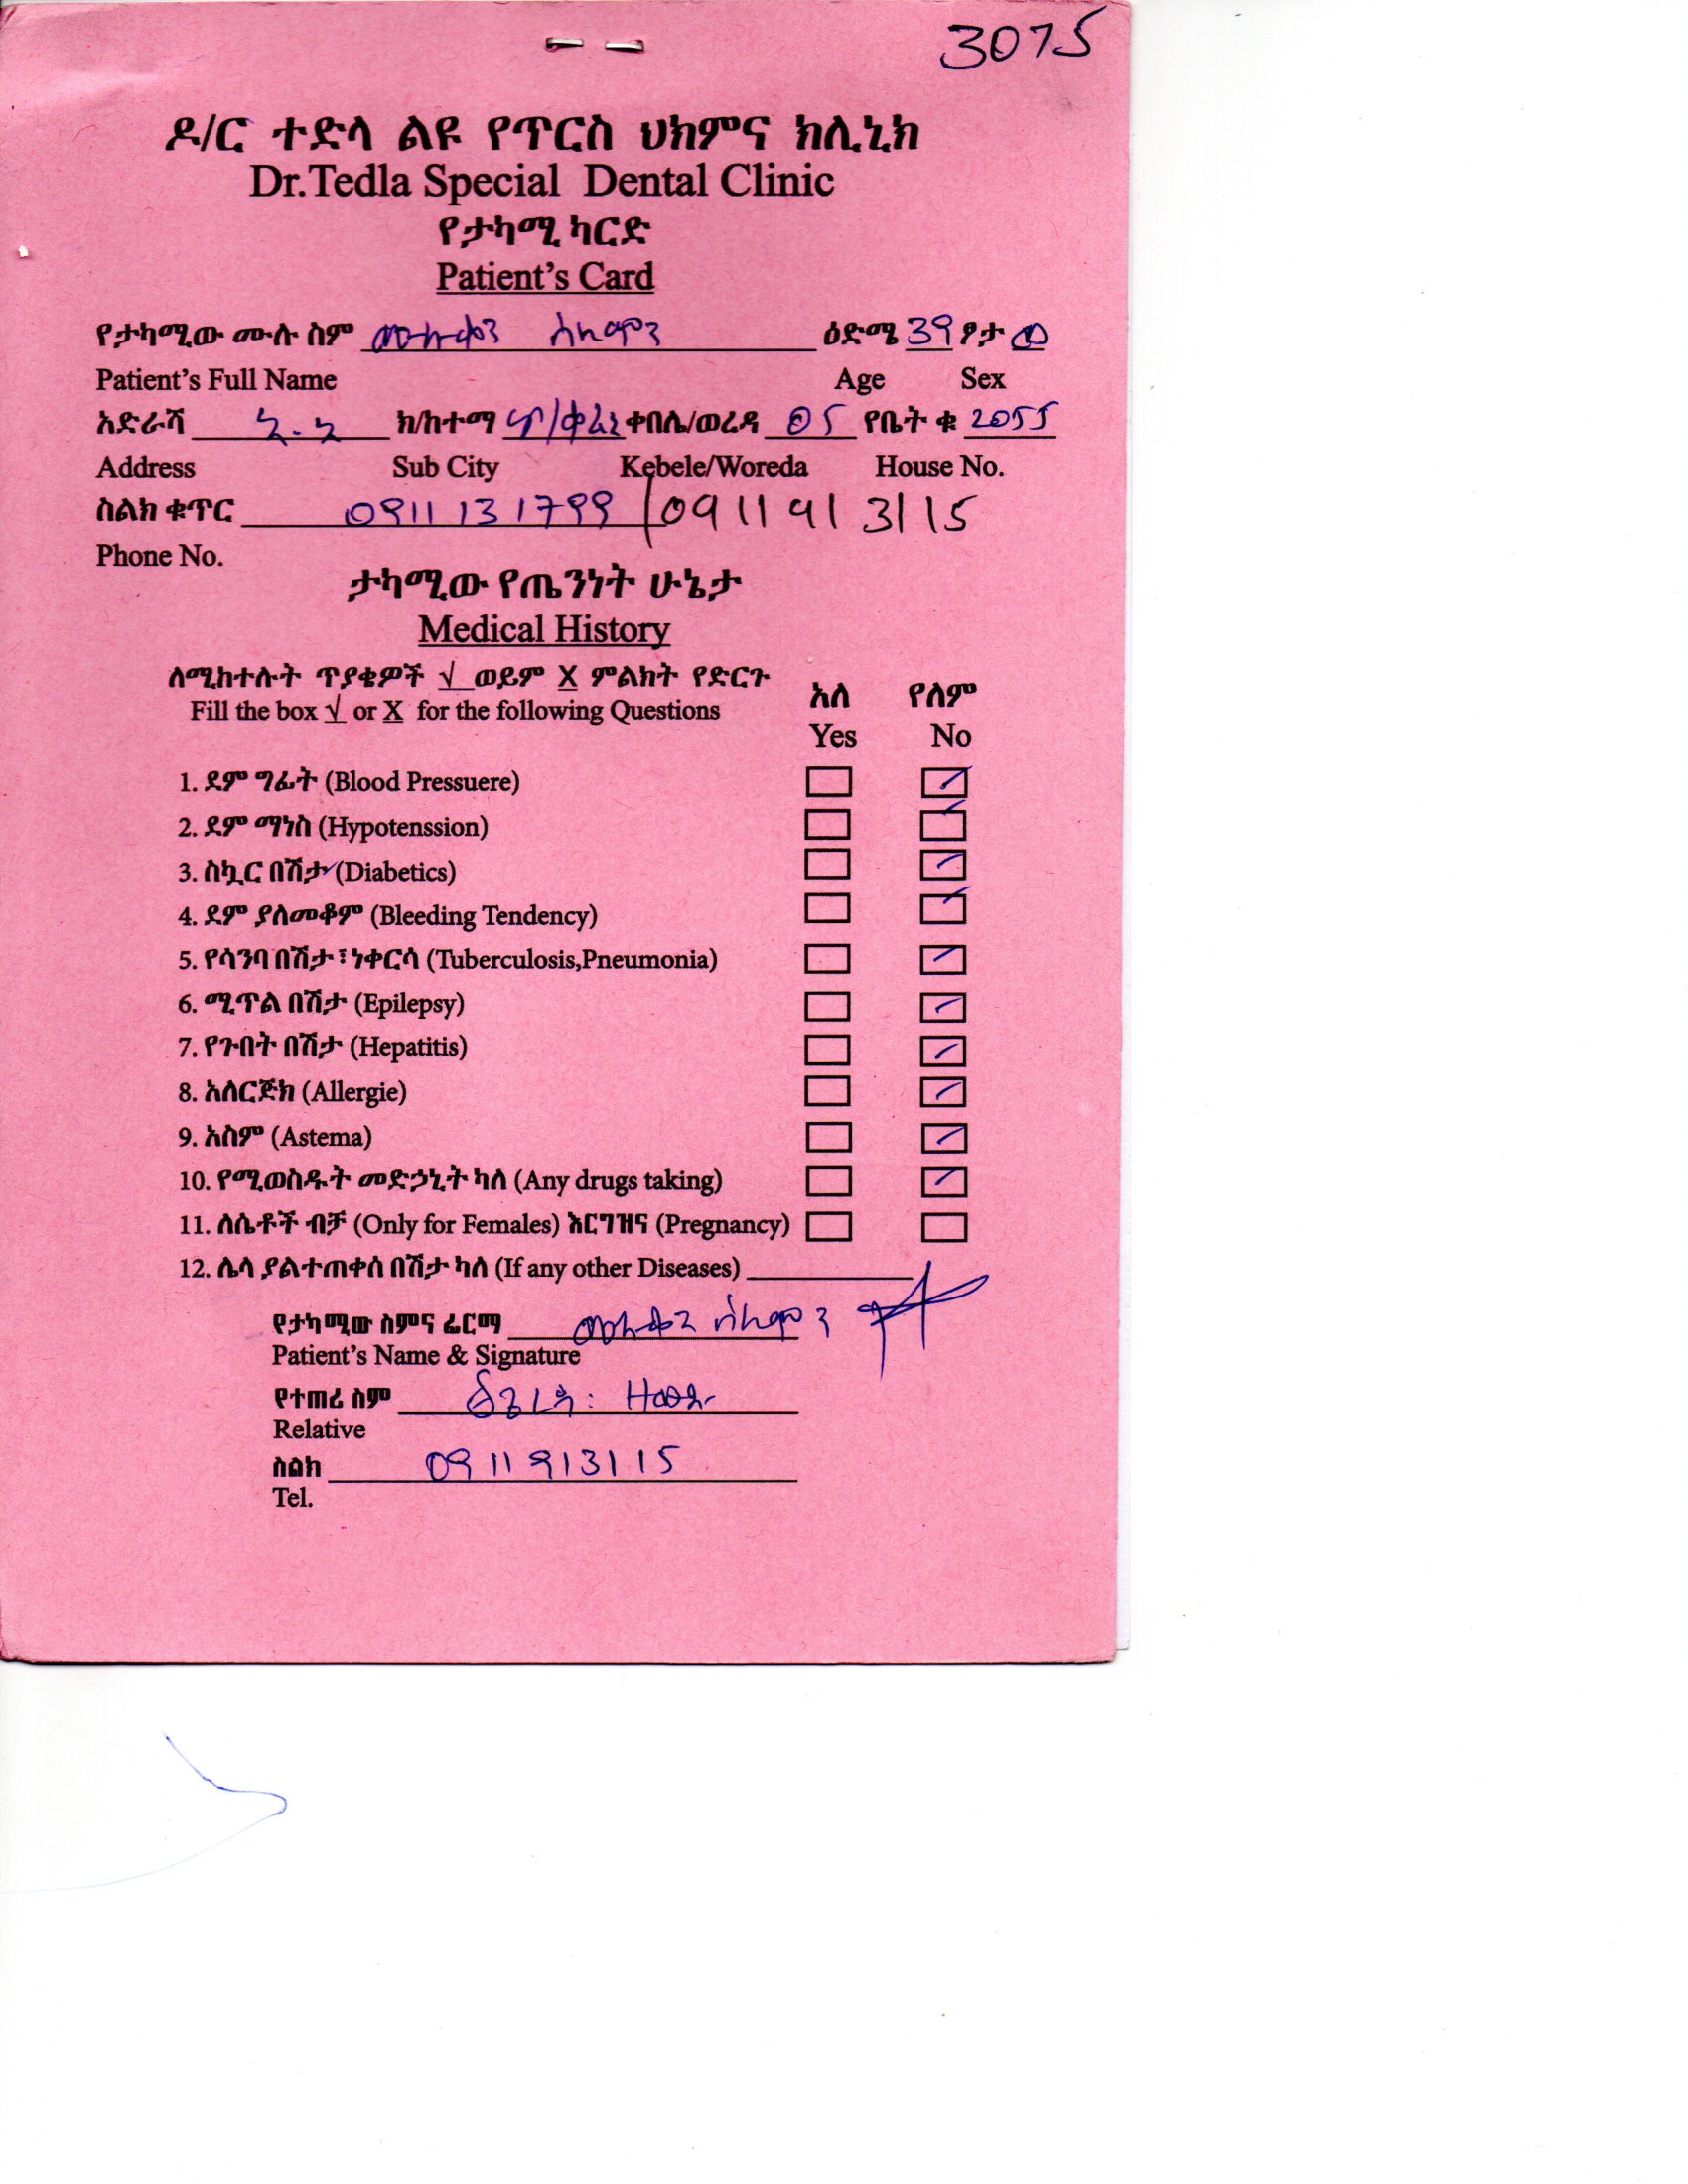 3075
ዶ/ር ተድላ ልዩ የጥርስ ህክምና ክሊኒክ
Dr.Tedla Special Dental Clinic
የታካሚ ካርድ
Patient's Card
የታካሚው ሙሉ ስም ሰለሞን ዕድሜ 39 ፆታ ወ
Patient's Full Name Age Sex
አድራሻ አ.አ ክ/ከተማ ቀበሌ/ወረዳ 05 የቤት ቁ 2055
Address Sub City Kebele/Woreda House No.
ስልክ ቁጥር 0911131799 / 0911913115
Phone No.
ታካሚው የጤንነት ሁኔታ
Medical History
ለሚከተሉት ጥያቄዎች √ ወይም X ምልክት የድርጉ
Fill the box √ or X for the following Questions
አለ የለም
Yes No
1. ደም ግፊት (Blood Pressuere)
2. ደም ማነስ (Hypotenssion)
3. ስኳር በሽታ (Diabetics)
4. ደም ያለመቆም (Bleeding Tendency)
5. የሳንባ በሽታ፣ነቀርሳ (Tuberculosis,Pneumonia)
6. ሚጥል በሽታ (Epilepsy)
7. የጉበት በሽታ (Hepatitis)
8. አለርጅክ (Allergie)
9. አስም (Astema)
10. የሚወስዱት መድኃኒት ካለ (Any drugs taking)
11. ለሴቶች ብቻ (Only for Females) እርግዝና (Pregnancy)
12. ሌላ ያልተጠቀሰ በሽታ ካለ (If any other Diseases)
የታካሚው ስምና ፊርማ ሰለሞን
Patient's Name & Signature
የተጠሪ ስም
Relative
ስልክ 0911913115
Tel.